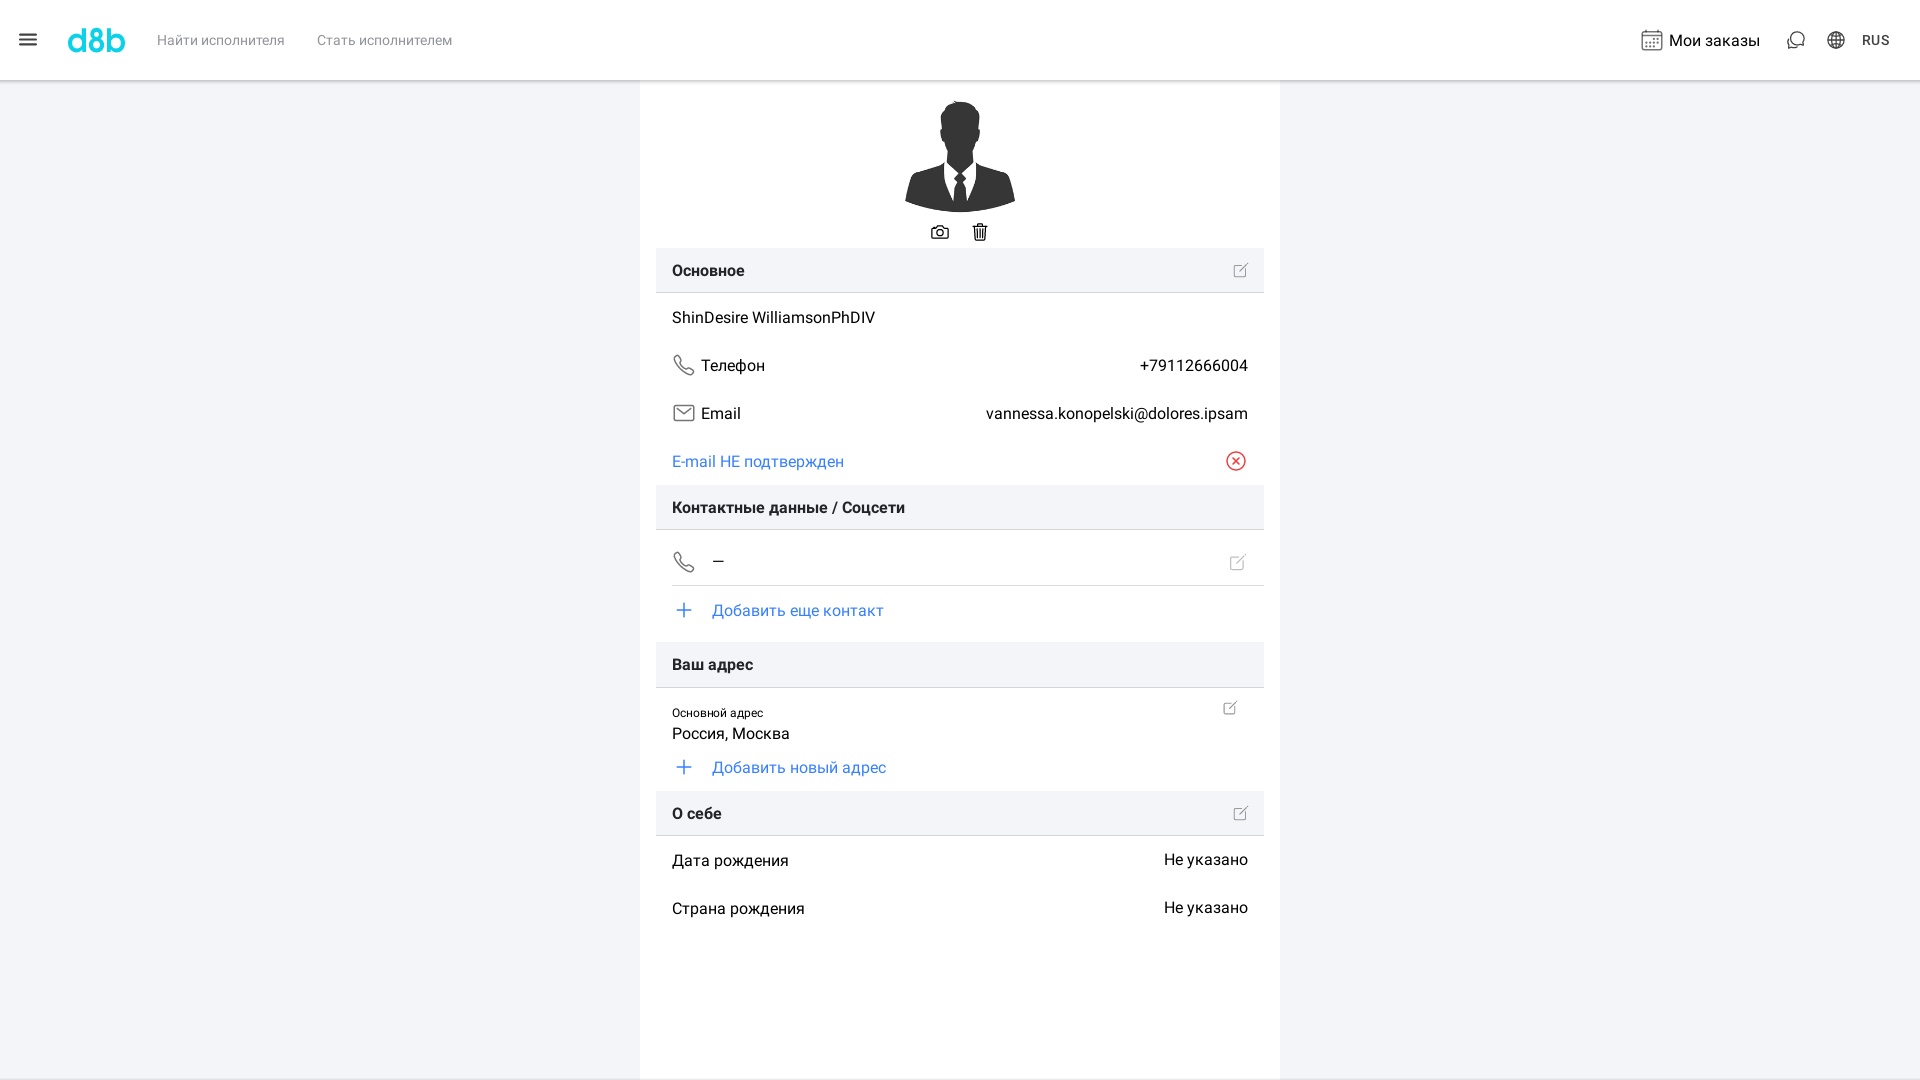 d8b
Найти исполнителя
Стать исполнителем
Мои заказы
RUS
Основное
ShinDesire WilliamsonPhDIV
Телефон
+79112666004
Email
vannessa.konopelski@dolores.ipsam
E-mail НЕ подтвержден
Контактные данные / Соцсети
—
Добавить еще контакт
Ваш адрес
Основной адрес
Россия, Москва
Добавить новый адрес
О себе
Дата рождения
Не указано
Страна рождения
Не указано